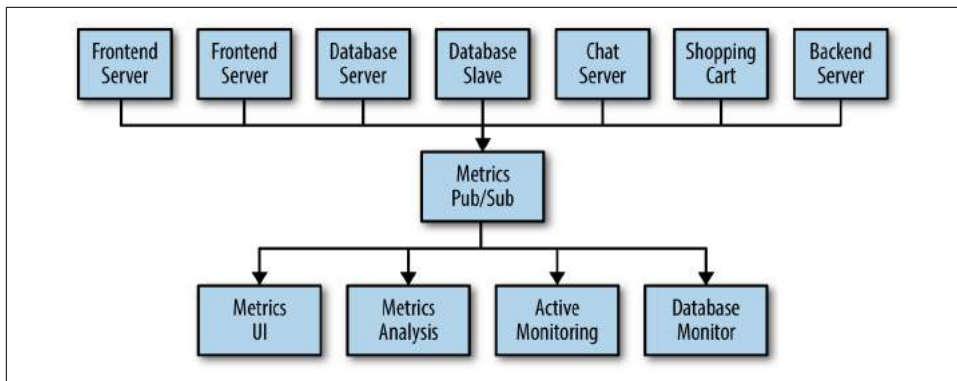 Frontend
Server
Frontend
Server
Database
Server
Database
Slave
Chat
Server
Shopping
Cart
Backend
Server
Metrics
Pub/Sub
Metrics
UI
Metrics
Analysis
Active
Monitoring
Database
Monitor